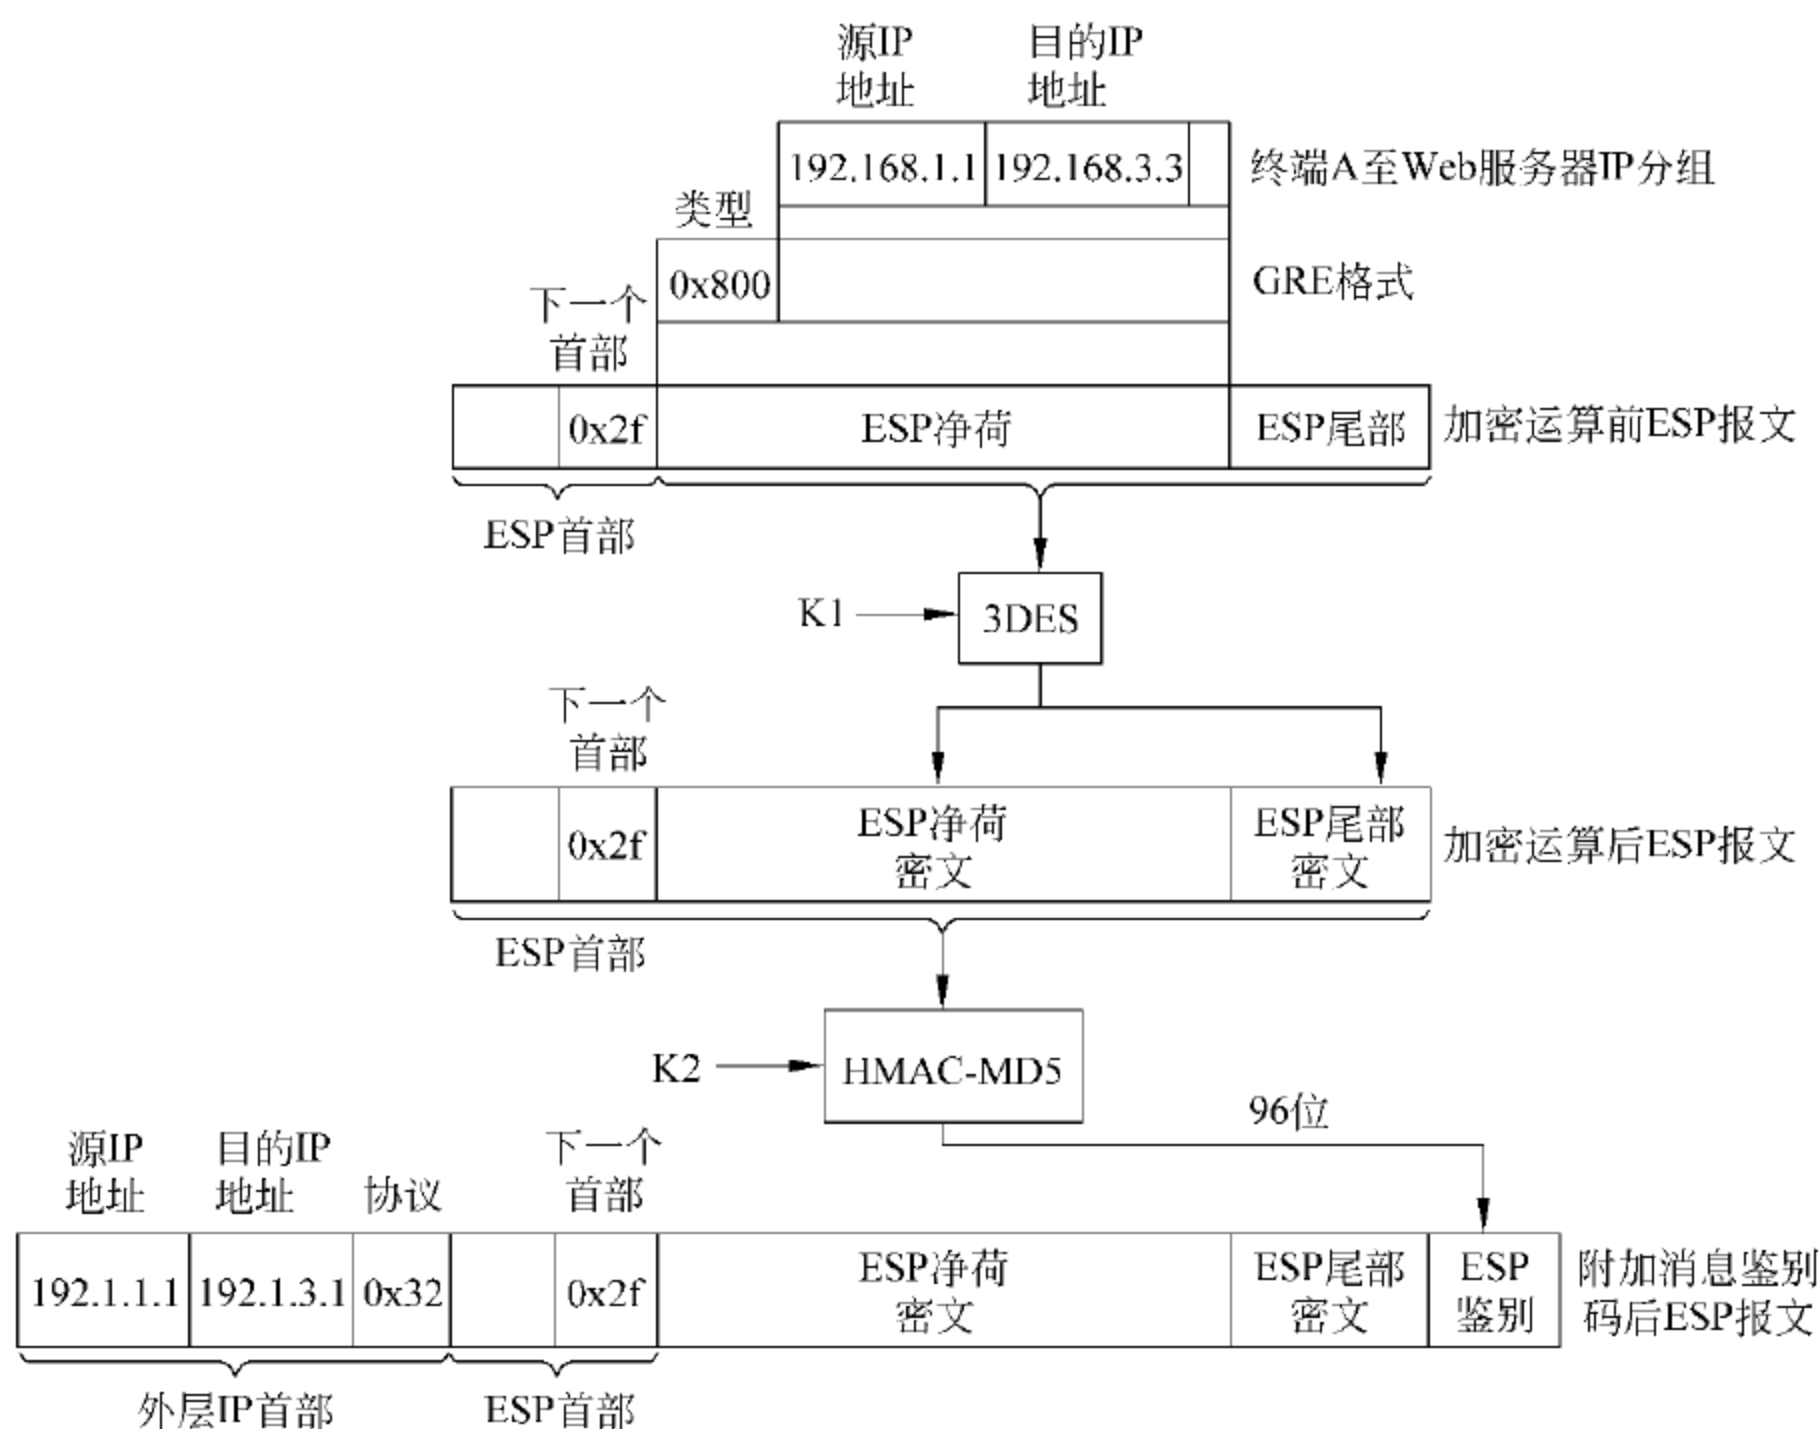 源IP
地址
目的IP
地址
192.168.1.1
192.168.3.3
终端A至Web服务器IP分组
类型
0x800
GRE格式
下一个
首部
0x2f
ESP净荷
ESP尾部
加密运算前ESP报文
ESP首部
K1
3DES
下一个
首部
0x2f
ESP净荷
密文
ESP尾部
密文
加密运算后ESP报文
ESP首部
K2
HMAC-MD5
96位
源IP
地址
目的IP
地址
协议
下一个
首部
192.1.1.1
192.1.3.1
0x32
0x2f
ESP净荷
密文
ESP尾部
密文
ESP
鉴别
附加消息鉴别
码后ESP报文
外层IP首部
ESP首部